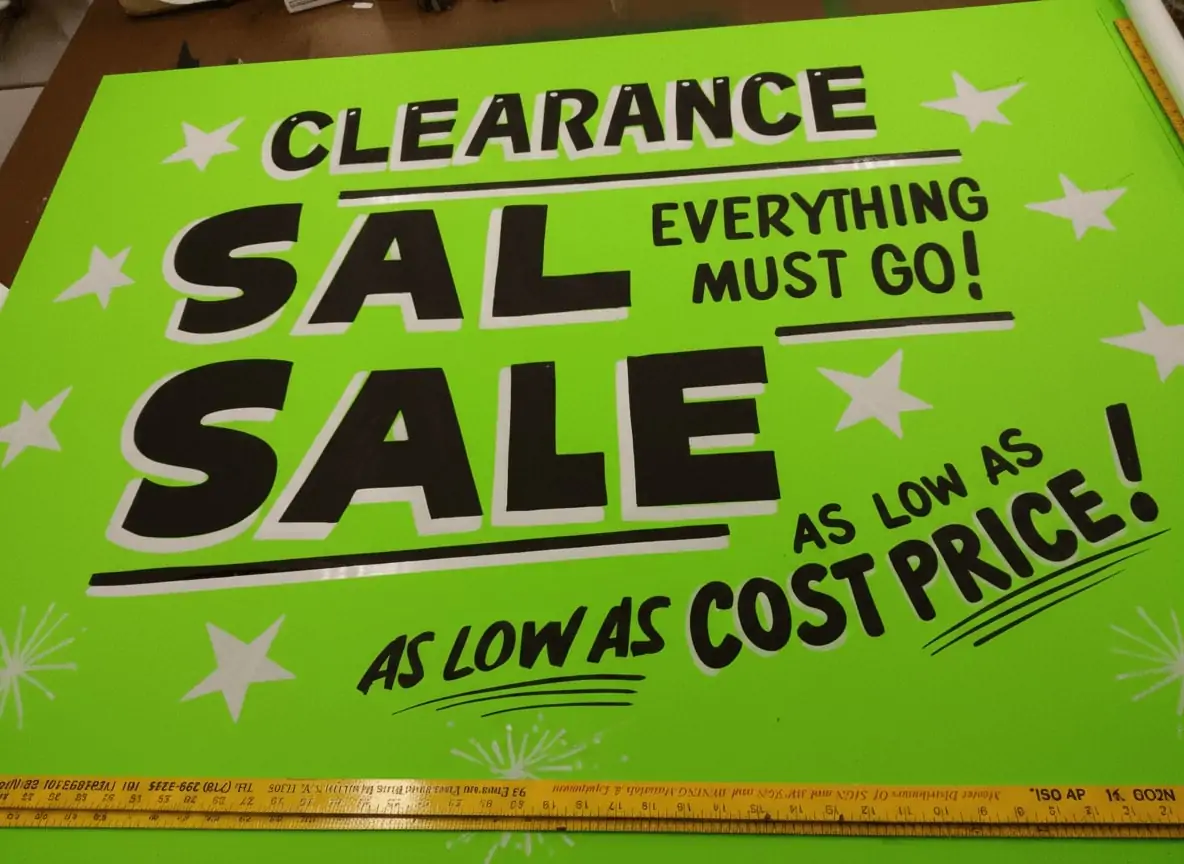 CLEARANCE
SAL
EVERYTHING
MUST GO!
SALE
AS LOW AS
COST PRICE!
AS LOW AS